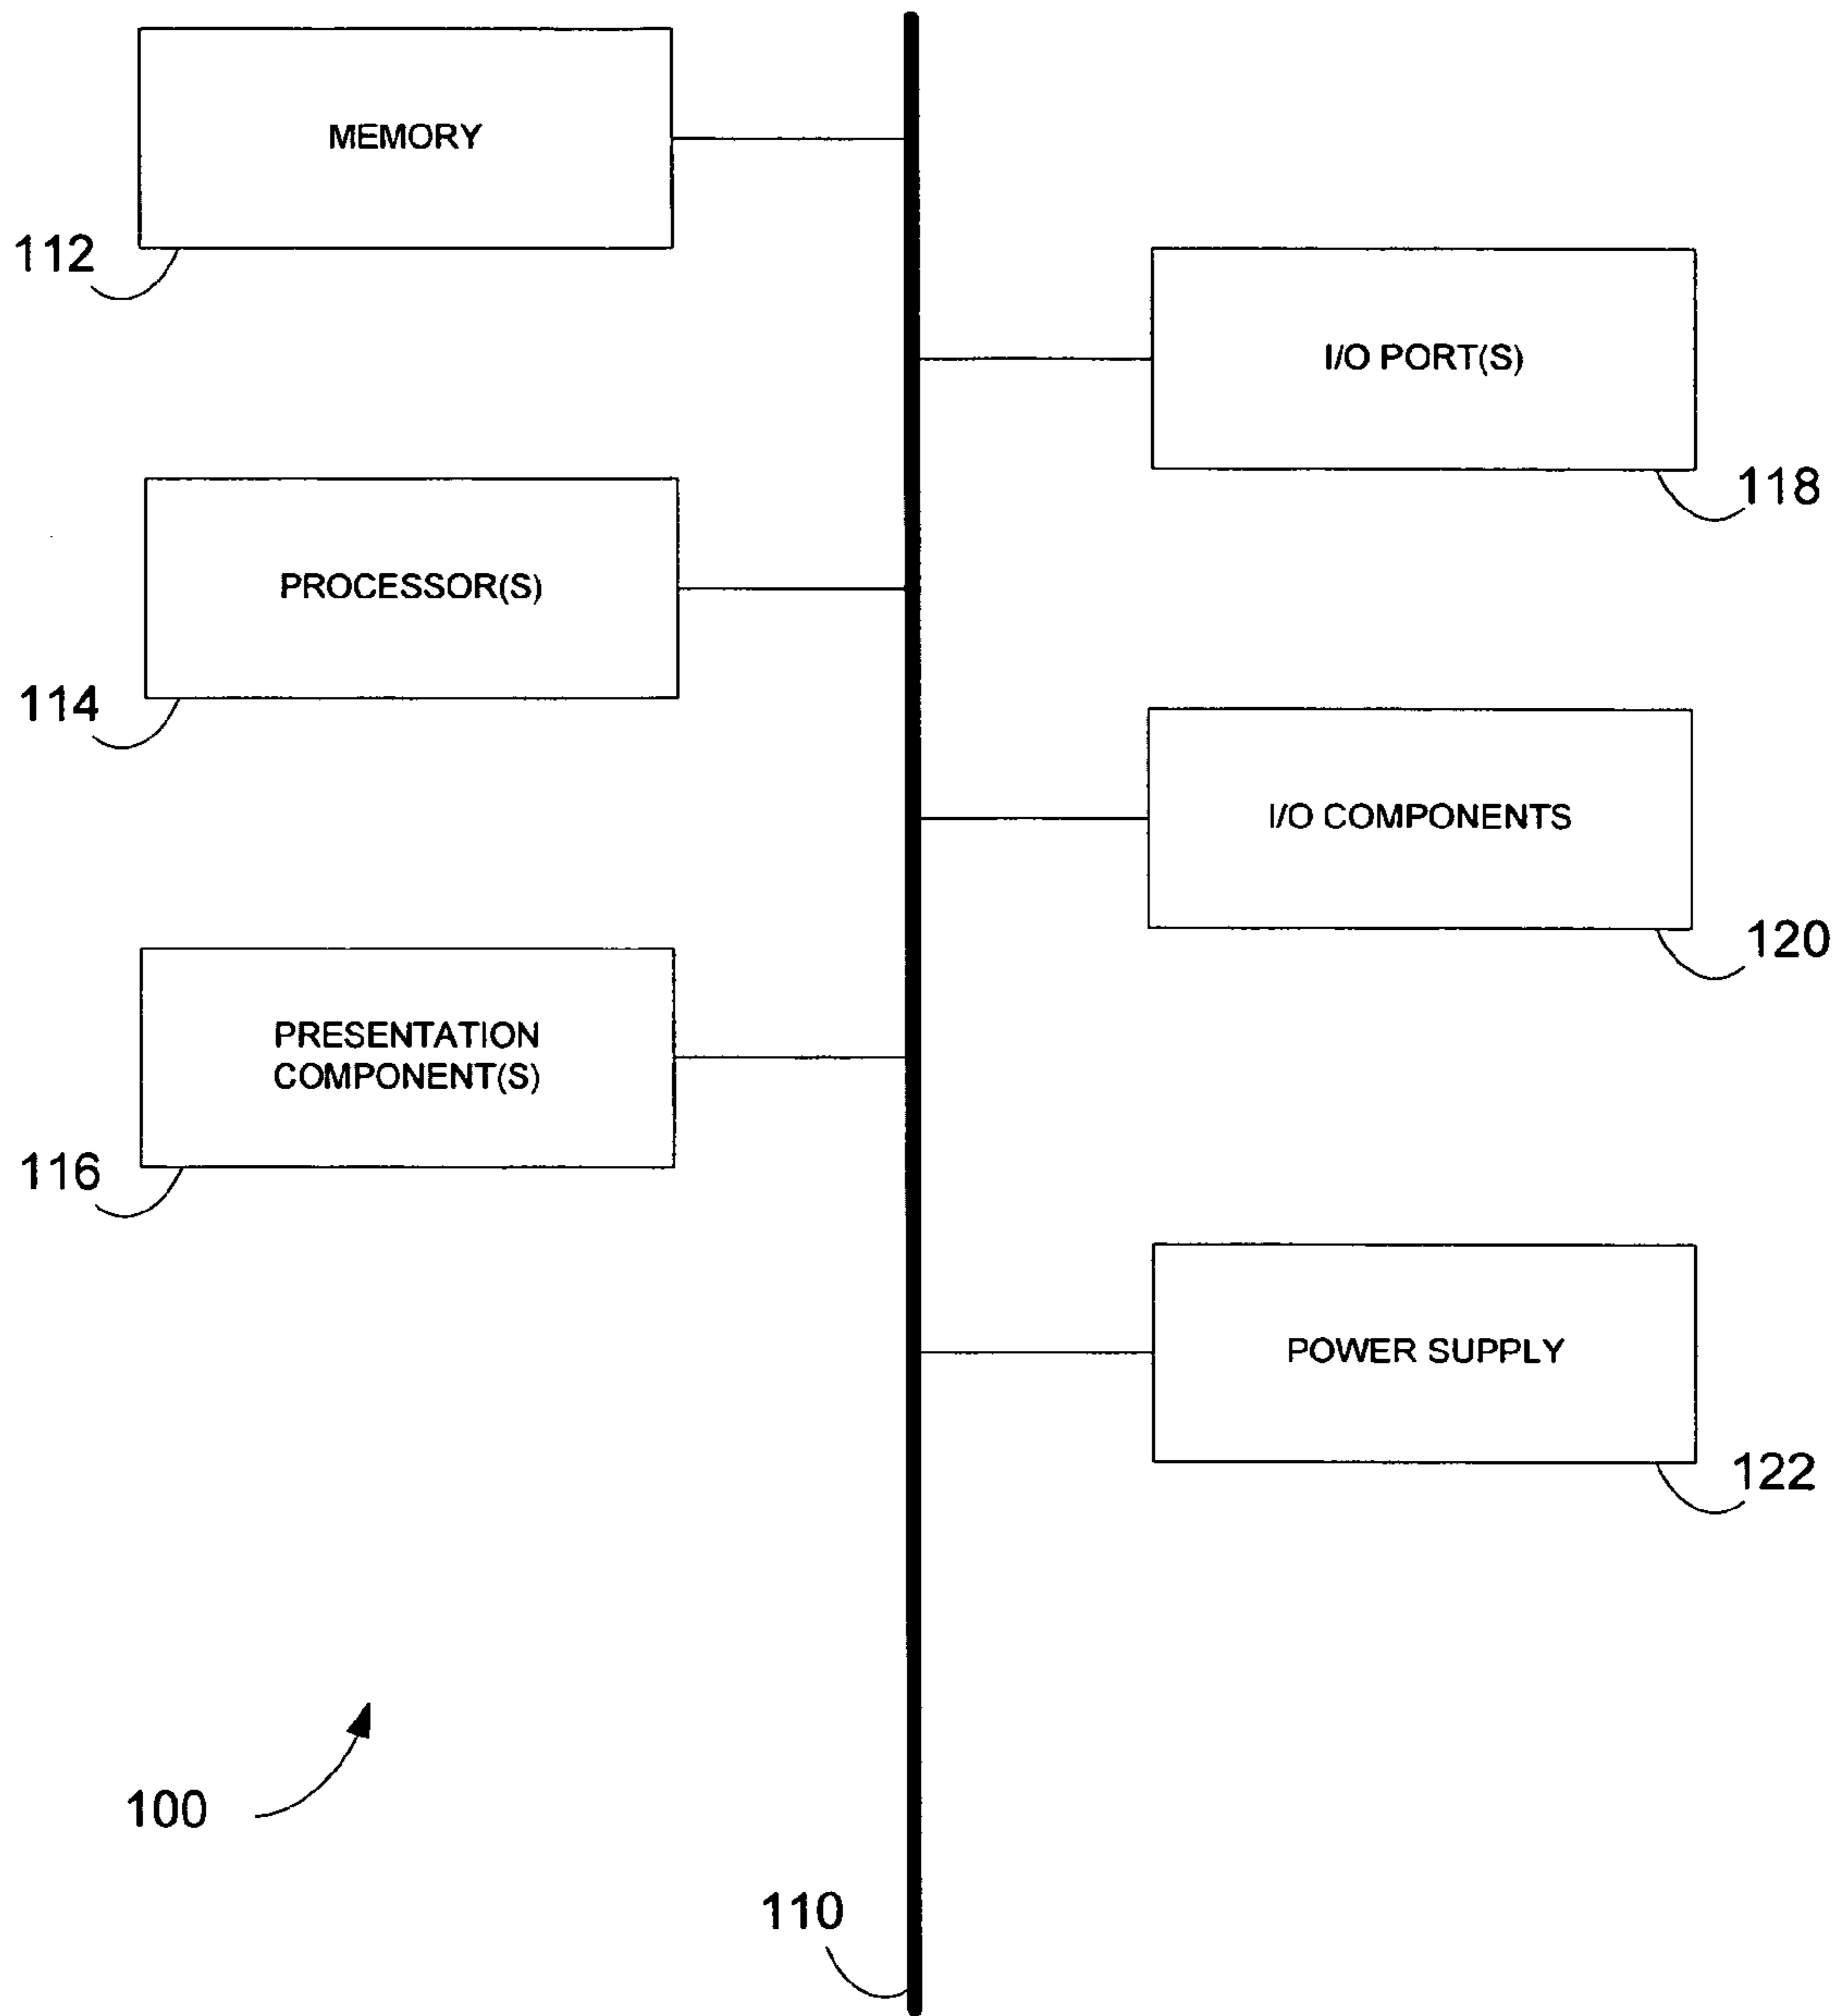 MEMORY
112
I/O PORT(S)
118
PROCESSOR(S)
114
I/O COMPONENTS
120
PRESENTATION
COMPONENT(S)
116
POWER SUPPLY
122
100
110